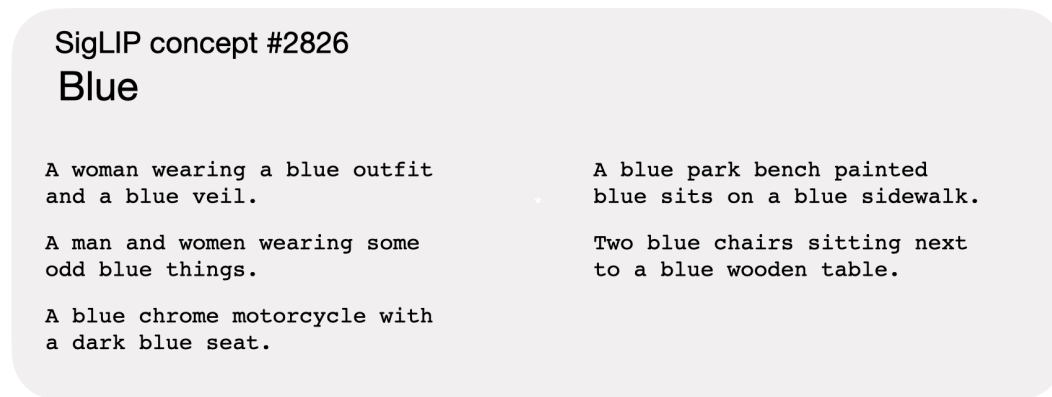 SigLIP concept #2826
Blue
A woman wearing a blue outfit
and a blue veil.
A man and women wearing some
odd blue things.
A blue chrome motorcycle with
a dark blue seat.
A blue park bench painted
blue sits on a blue sidewalk.
Two blue chairs sitting next
to a blue wooden table.